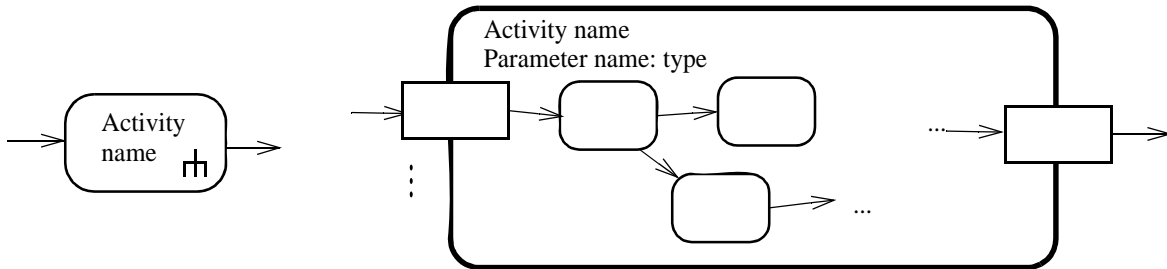 Activity
name
Activity name
Parameter name: type
...
...